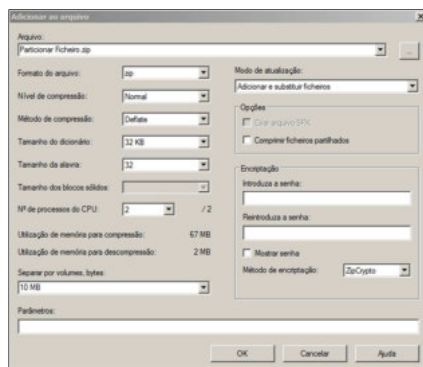 Adicionar ao arquivo
Arquivo:
Particionar Ficheiro.zip
...
Formato do arquivo: zip
Nível de compressão: Normal
Método de compressão: Deflate
Tamanho do dicionário: 32 KB
Tamanho da alavra: 32
Tamanho dos blocos sólidos:
Nº de processos do CPU: 2 / 2
Utilização de memória para compressão: 67 MB
Utilização de memória para descompressão: 2 MB
Separar por volumes, bytes:
10 MB
Modo de atualização:
Adicionar e substituir ficheiros
Opções
Criar arquivo SFX
Comprimir ficheiros partilhados
Encriptação
Introduza a senha:
Reintroduza a senha:
Mostrar senha
Método de encriptação: ZipCrypto
Parâmetros:
OK Cancelar Ajuda